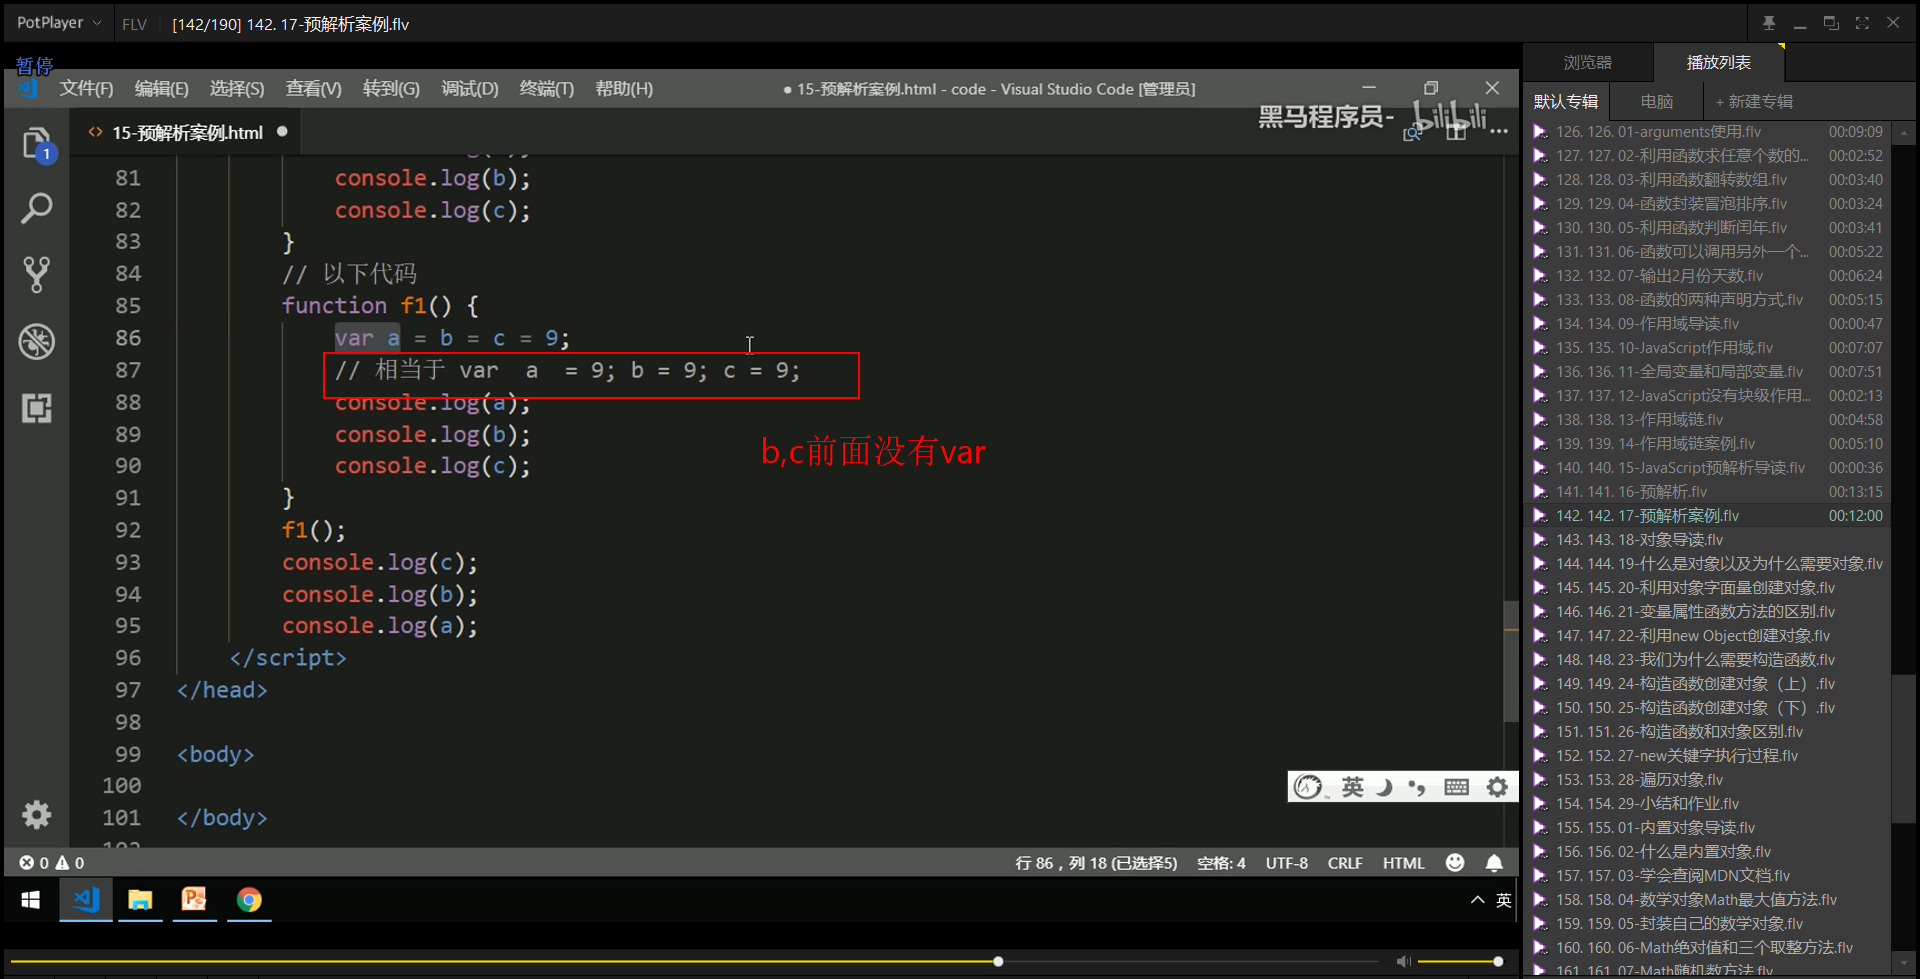 PotPlayer
FLV
[142/190] 142. 17-预解析案例.flv
暂停
文件(F) 编辑(E) 选择(S) 查看(V) 转到(G) 调试(D) 终端(T) 帮助(H)
● 15-预解析案例.html - code - Visual Studio Code [管理员]
15-预解析案例.html ●
黑马程序员- bilibili
1
81 console.log(b);
82 console.log(c);
83 }
84 // 以下代码
85 function f1() {
86 var a = b = c = 9;
87 // 相当于 var a = 9; b = 9; c = 9;
88 console.log(a);
89 console.log(b);
90 console.log(c);
91 }
92 f1();
93 console.log(c);
94 console.log(b);
95 console.log(a);
96 </script>
97 </head>
98
99 <body>
100
101 </body>
b,c前面没有var
英
0 0
行 86，列 18 (已选择5) 空格: 4 UTF-8 CRLF HTML
英
浏览器 播放列表
默认专辑 电脑 + 新建专辑
126. 126. 01-arguments使用.flv 00:09:09
127. 127. 02-利用函数求任意个数的... 00:02:52
128. 128. 03-利用函数翻转数组.flv 00:03:40
129. 129. 04-函数封装冒泡排序.flv 00:03:24
130. 130. 05-利用函数判断闰年.flv 00:03:41
131. 131. 06-函数可以调用另外一个... 00:05:22
132. 132. 07-输出2月份天数.flv 00:06:24
133. 133. 08-函数的两种声明方式.flv 00:05:15
134. 134. 09-作用域导读.flv 00:00:47
135. 135. 10-JavaScript作用域.flv 00:07:07
136. 136. 11-全局变量和局部变量.flv 00:07:51
137. 137. 12-JavaScript没有块级作用... 00:02:13
138. 138. 13-作用域链.flv 00:04:58
139. 139. 14-作用域链案例.flv 00:05:10
140. 140. 15-JavaScript预解析导读.flv 00:00:36
141. 141. 16-预解析.flv 00:13:15
142. 142. 17-预解析案例.flv 00:12:00
143. 143. 18-对象导读.flv
144. 144. 19-什么是对象以及为什么需要对象.flv
145. 145. 20-利用对象字面量创建对象.flv
146. 146. 21-变量属性函数方法的区别.flv
147. 147. 22-利用new Object创建对象.flv
148. 148. 23-我们为什么需要构造函数.flv
149. 149. 24-构造函数创建对象（上）.flv
150. 150. 25-构造函数创建对象（下）.flv
151. 151. 26-构造函数和对象区别.flv
152. 152. 27-new关键字执行过程.flv
153. 153. 28-遍历对象.flv
154. 154. 29-小结和作业.flv
155. 155. 01-内置对象导读.flv
156. 156. 02-什么是内置对象.flv
157. 157. 03-学会查阅MDN文档.flv
158. 158. 04-数学对象Math最大值方法.flv
159. 159. 05-封装自己的数学对象.flv
160. 160. 06-Math绝对值和三个取整方法.flv
161. 161. 07-Math随机数方法.flv